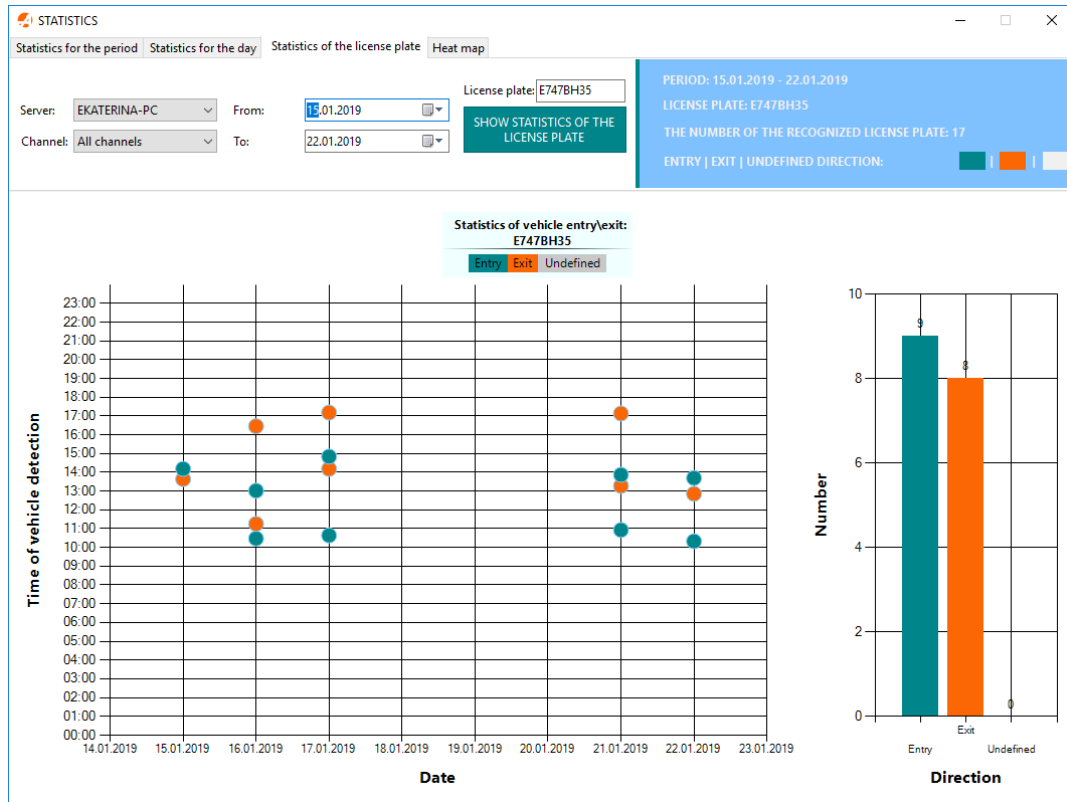 STATISTICS
Statistics for the period Statistics for the day Statistics of the license plate Heat map
Server: EKATERINA-PC
Channel: All channels
From: 15.01.2019
To: 22.01.2019
License plate: E747BH35
SHOW STATISTICS OF THE
LICENSE PLATE
PERIOD: 15.01.2019 - 22.01.2019
LICENSE PLATE: E747BH35
THE NUMBER OF THE RECOGNIZED LICENSE PLATE: 17
ENTRY | EXIT | UNDEFINED DIRECTION: | |
Statistics of vehicle entry\exit:
E747BH35
Entry Exit Undefined
Time of vehicle detection
23:00
22:00
21:00
20:00
19:00
18:00
17:00
16:00
15:00
14:00
13:00
12:00
11:00
10:00
09:00
08:00
07:00
06:00
05:00
04:00
03:00
02:00
01:00
00:00
14.01.2019 15.01.2019 16.01.2019 17.01.2019 18.01.2019 19.01.2019 20.01.2019 21.01.2019 22.01.2019 23.01.2019
Date
Number
10
8
6
4
2
0
9
8
0
Entry Exit Undefined
Direction